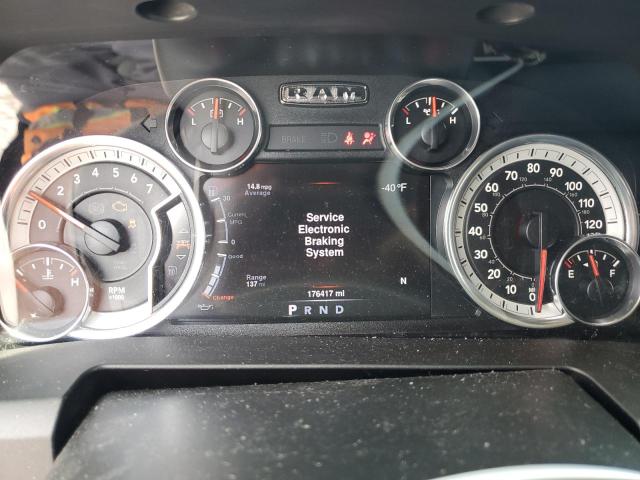 RAM
L H
BRAKE
L H
0 1 2 3 4 5 6 7
RPM
x1000
H
14.8 mpg
Average
30
Current
MPG
0
Good
Range
137 mi
Change
Service
Electronic
Braking
System
-40°F
N
176417 mi
P R N D
0 10 20 30 40 50 60 70 80 90 100 110 120
E F